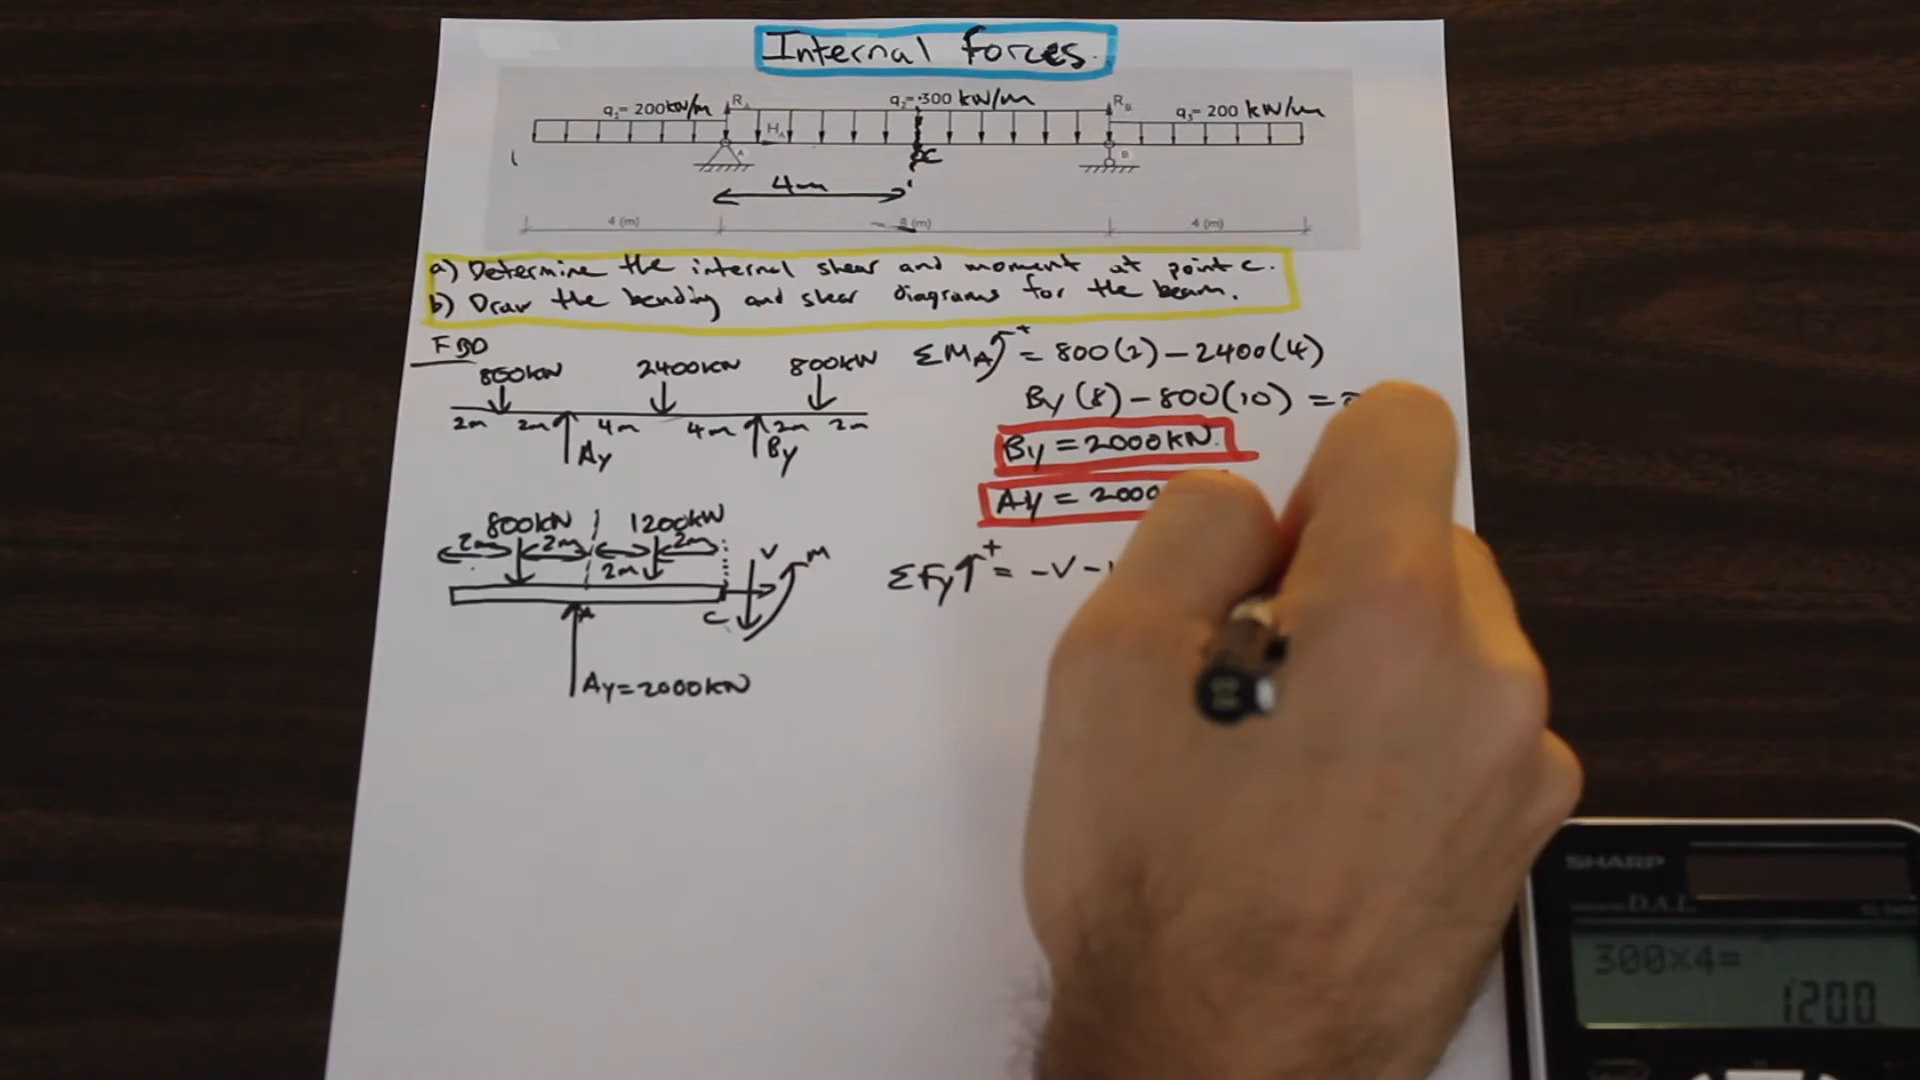 Internal Forces.
q₁= 200kN/m
R
q₂= 300 kN/m
R_B
q₃= 200 kN/m
H_A
A
C
B
4m
4 (m)
8 (m)
4 (m)
a) Determine the internal shear and moment at point c.
b) Draw the bending and shear diagrams for the beam.
FBD
800kN
2400kN
800kN
2m 2m 4m 4m 2m 2m
Ay
By
ΣMA + = 800(2) - 2400(4)
By (8) - 800(10) =
By = 2000kN.
Ay = 2000
800kN
1200kN
2m
2m
2m
2m
V
M
A
C
Ay=2000kN
ΣFy + = -V -
SHARP
D.A.L.
300×4=
1200.